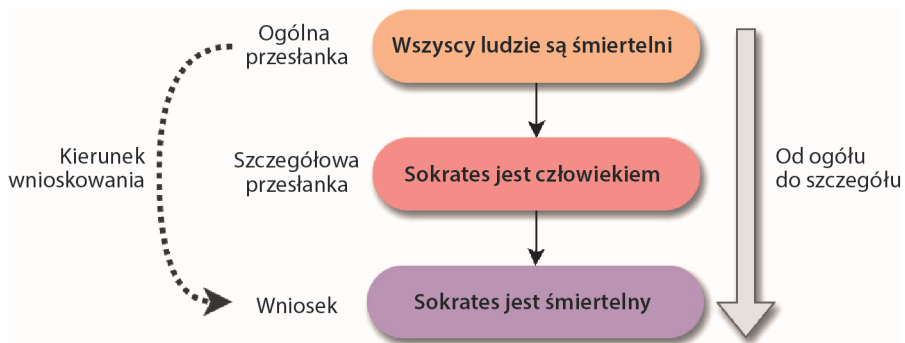 Ogólna
przesłanka
Wszyscy ludzie są śmiertelni
Kierunek
wnioskowania
Szczegółowa
przesłanka
Sokrates jest człowiekiem
Od ogółu
do szczegółu
Wniosek
Sokrates jest śmiertelny